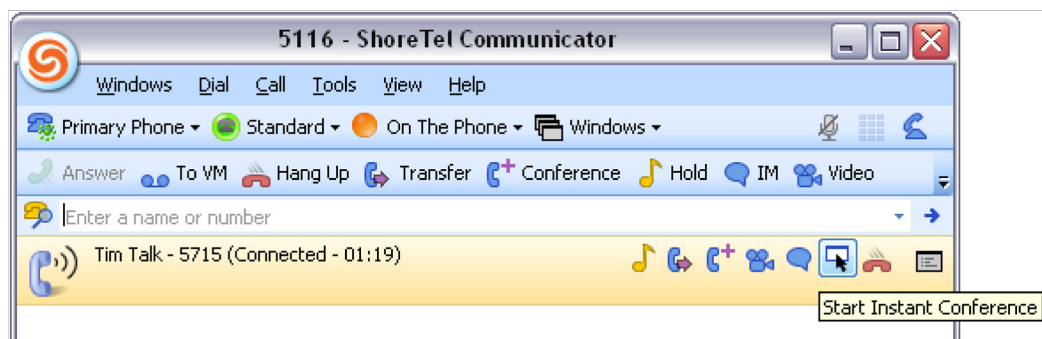 5116 - ShoreTel Communicator
Windows Dial Call Tools View Help
Primary Phone Standard On The Phone Windows
Answer To VM Hang Up Transfer Conference Hold IM Video
Enter a name or number
Tim Talk - 5715 (Connected - 01:19)
Start Instant Conference